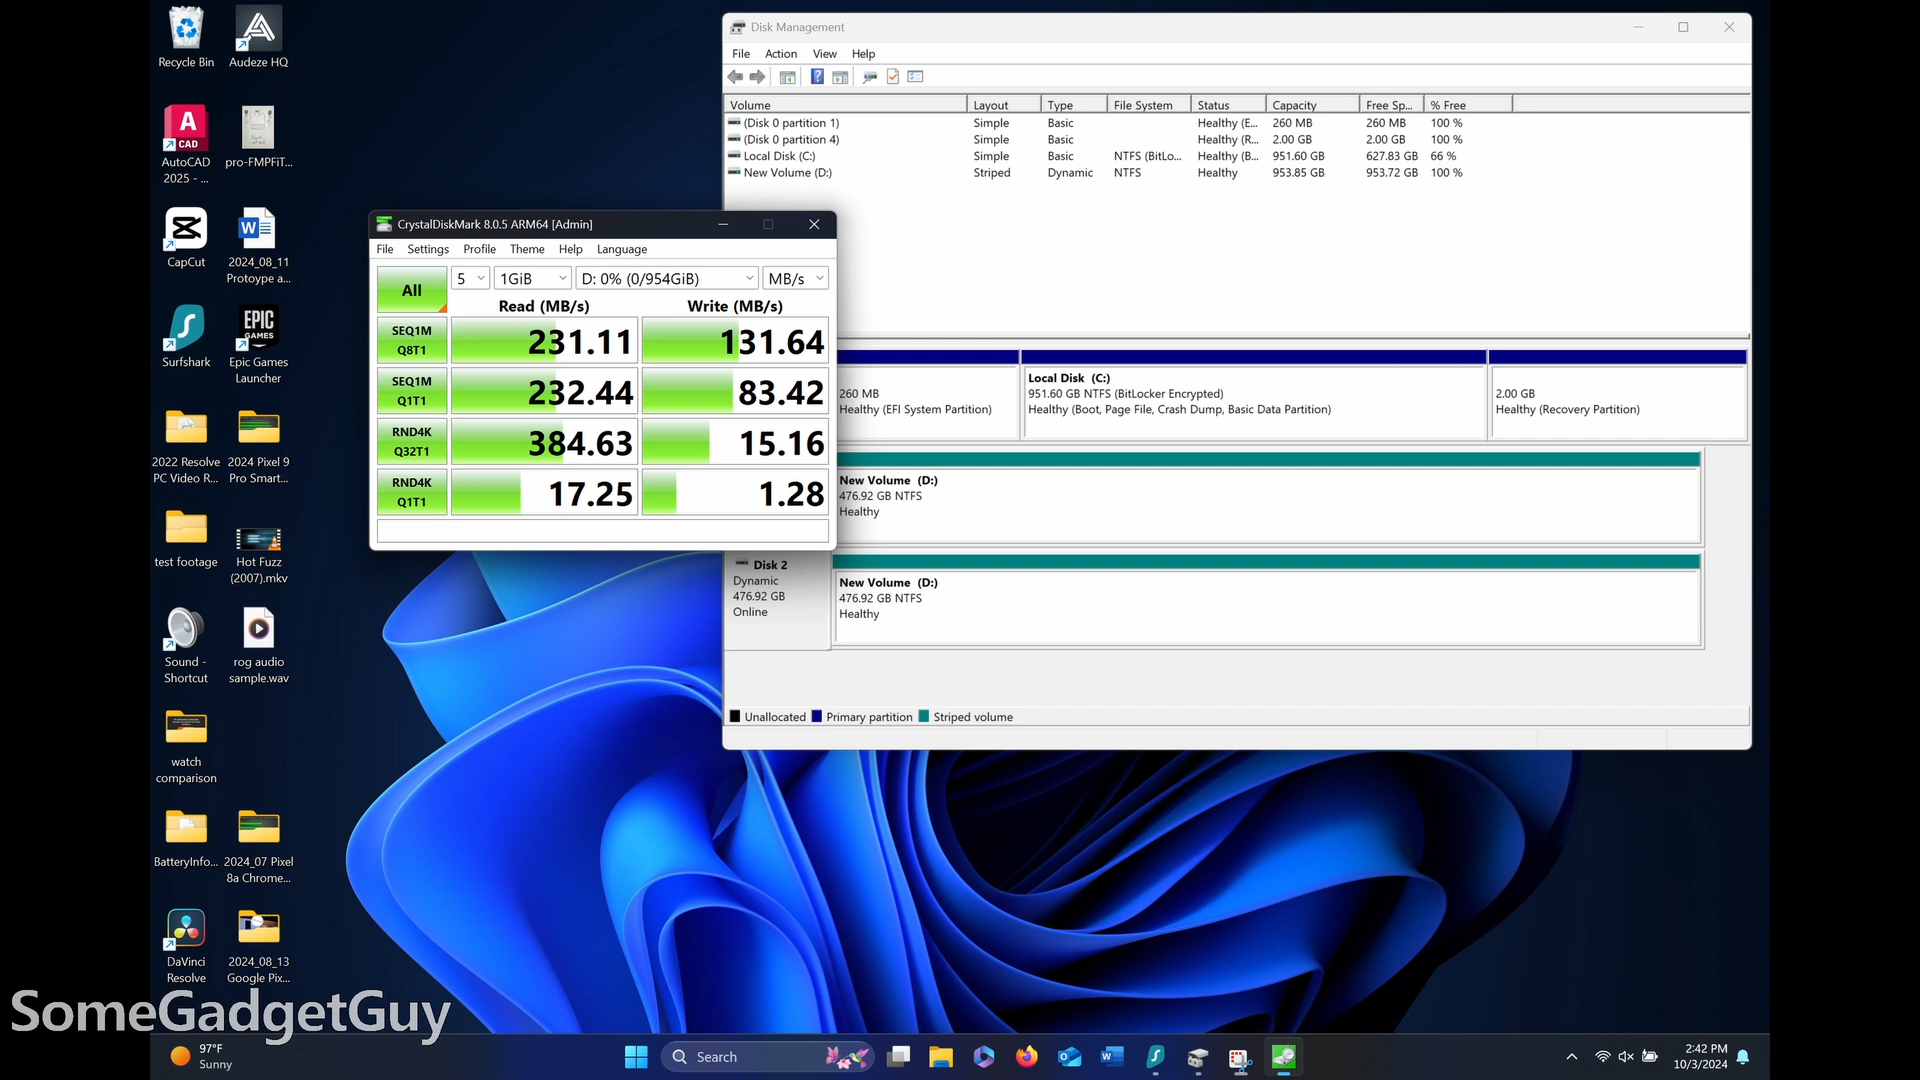 Recycle Bin
Audeze HQ
AutoCAD
2025 - ...
pro-FMPFiT...
CapCut
2024_08_11
Protoype a...
Surfshark
Epic Games
Launcher
2022 Resolve
PC Video R...
2024 Pixel 9
Pro Smart...
test footage
Hot Fuzz
(2007).mkv
Sound -
Shortcut
rog audio
sample.wav
watch
comparison
BatteryInfo...
2024_07 Pixel
8a Chrome...
DaVinci
Resolve
2024_08_13
Google Pix...
A
CAD
EPIC
GAMES
CrystalDiskMark 8.0.5 ARM64 [Admin]
File Settings Profile Theme Help Language
All
5 1GiB D: 0% (0/954GiB) MB/s
Read (MB/s) Write (MB/s)
SEQ1M
Q8T1
231.11 131.64
SEQ1M
Q1T1
232.44 83.42
RND4K
Q32T1
384.63 15.16
RND4K
Q1T1
17.25 1.28
Disk Management
File Action View Help
Volume Layout Type File System Status Capacity Free Sp... % Free
(Disk 0 partition 1) Simple Basic Healthy (E... 260 MB 260 MB 100 %
(Disk 0 partition 4) Simple Basic Healthy (R... 2.00 GB 2.00 GB 100 %
Local Disk (C:) Simple Basic NTFS (BitLo... Healthy (B... 951.60 GB 627.83 GB 66 %
New Volume (D:) Striped Dynamic NTFS Healthy 953.85 GB 953.72 GB 100 %
260 MB
Healthy (EFI System Partition)
Local Disk (C:)
951.60 GB NTFS (BitLocker Encrypted)
Healthy (Boot, Page File, Crash Dump, Basic Data Partition)
2.00 GB
Healthy (Recovery Partition)
New Volume (D:)
476.92 GB NTFS
Healthy
Disk 2
Dynamic
476.92 GB
Online
New Volume (D:)
476.92 GB NTFS
Healthy
Unallocated Primary partition Striped volume
SomeGadgetGuy
97°F
Sunny
Search
2:42 PM
10/3/2024